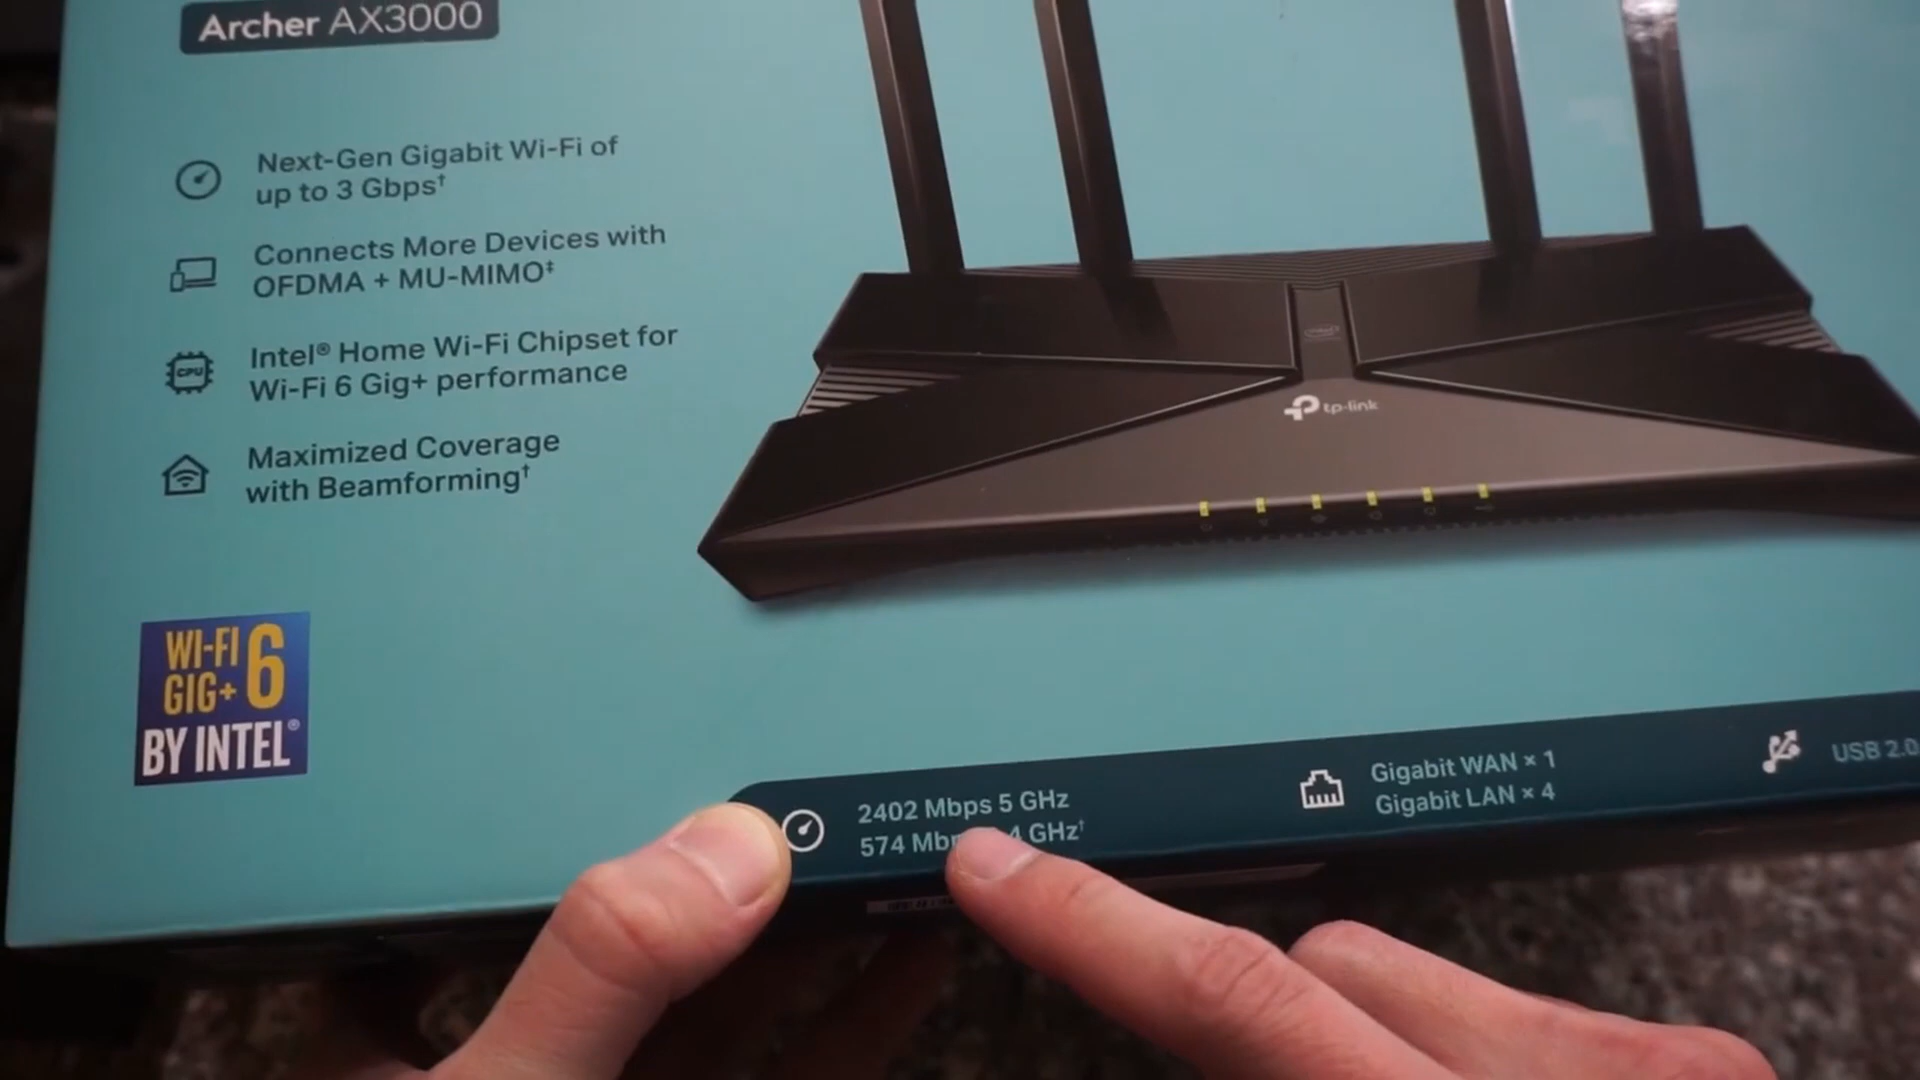 Archer AX3000
Next-Gen Gigabit Wi-Fi of
up to 3 Gbps†
Connects More Devices with
OFDMA + MU-MIMO‡
CPU
Intel® Home Wi-Fi Chipset for
Wi-Fi 6 Gig+ performance
Maximized Coverage
with Beamforming†
tp-link
WI-FI 6
GIG+
BY INTEL®
2402 Mbps 5 GHz
574 4 GHz†
Gigabit WAN × 1
Gigabit LAN × 4
USB 2.0